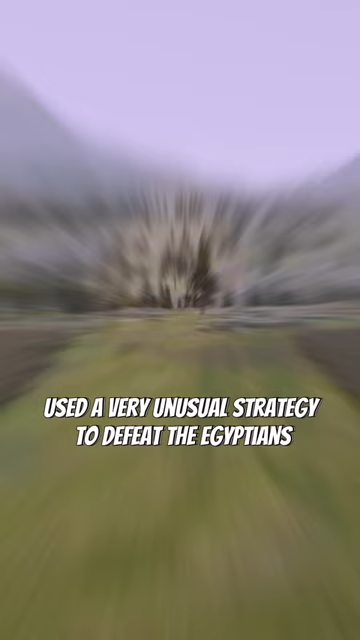 USED A VERY UNUSUAL STRATEGY
TO DEFEAT THE EGYPTIANS